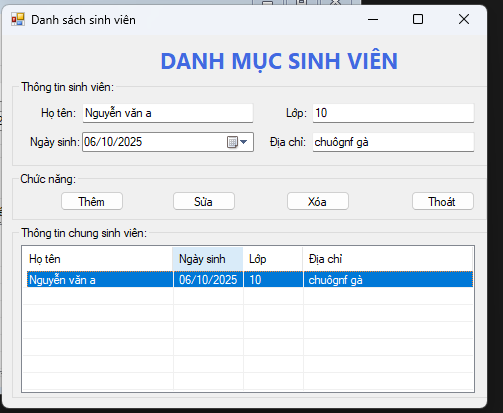 Danh sách sinh viên
DANH MỤC SINH VIÊN
Thông tin sinh viên:
Họ tên: Nguyễn văn a Lớp: 10
Ngày sinh: 06/10/2025 Địa chỉ: chuôgnf gà
Chức năng:
Thêm Sửa Xóa Thoát
Thông tin chung sinh viên:
Họ tên Ngày sinh Lớp Địa chỉ
Nguyễn văn a 06/10/2025 10 chuôgnf gà